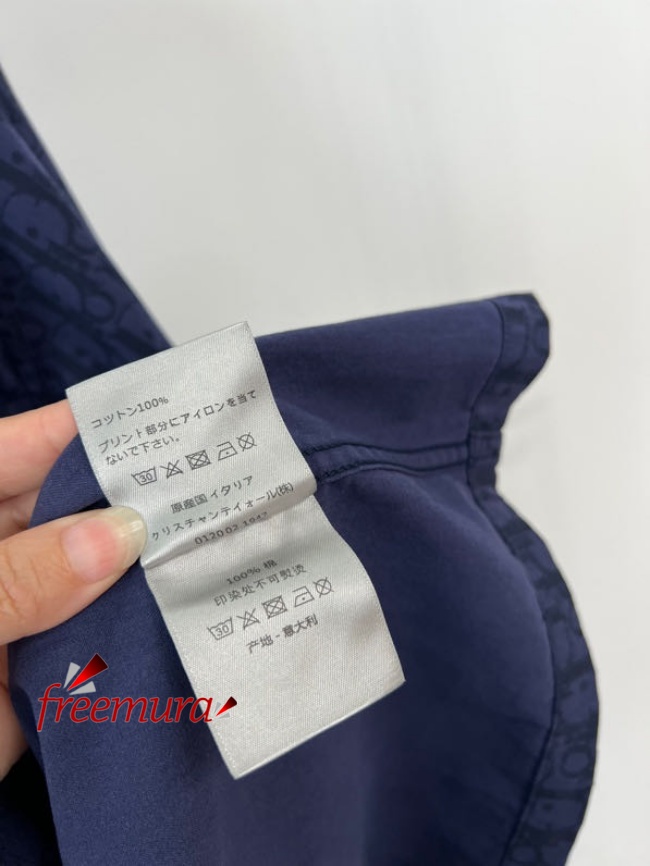 コットン100%
プリント部分にアイロンを当て
ないで下さい。
30
原産国 イタリア
クリスチャンディオール(株)
0120 02 1947
100% 棉
印染处不可熨烫
30
产地 - 意大利
freemura